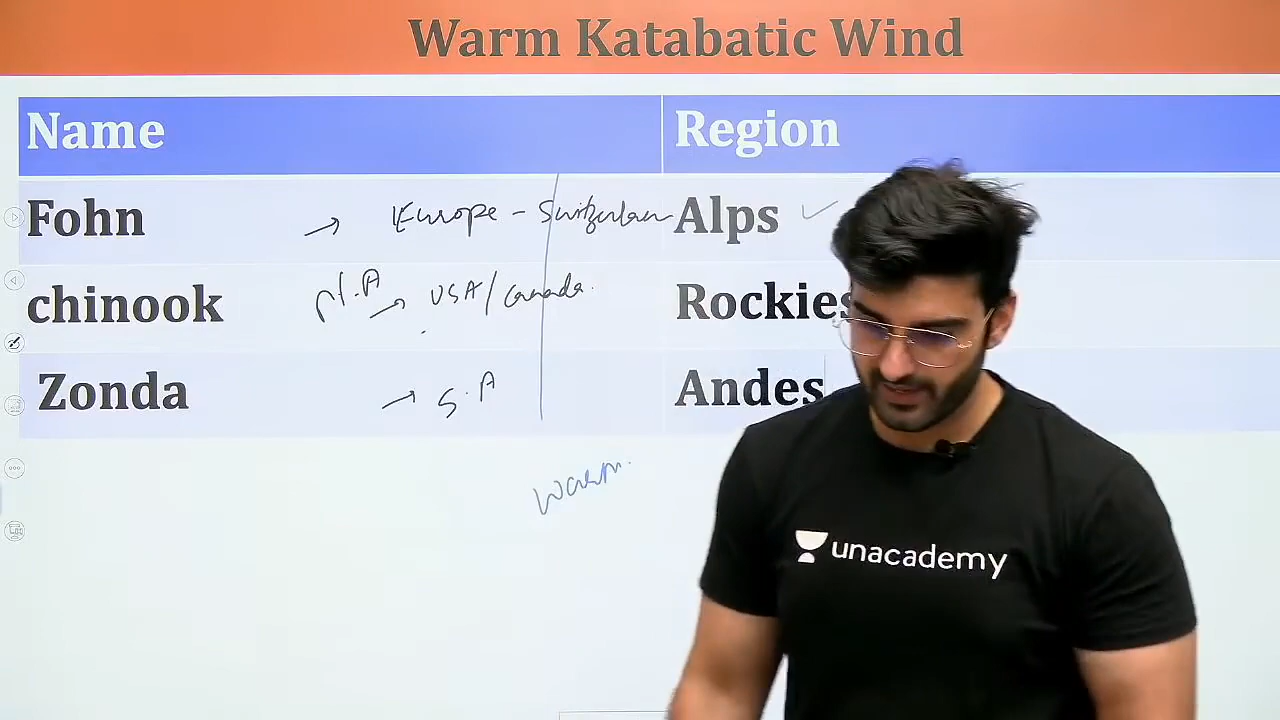 Warm Katabatic Wind
Name Region
Fohn → Europe - Switzerlan Alps ✓
chinook N.A → USA/Canada. Rockies
Zonda → S.A Andes
warm.
unacademy